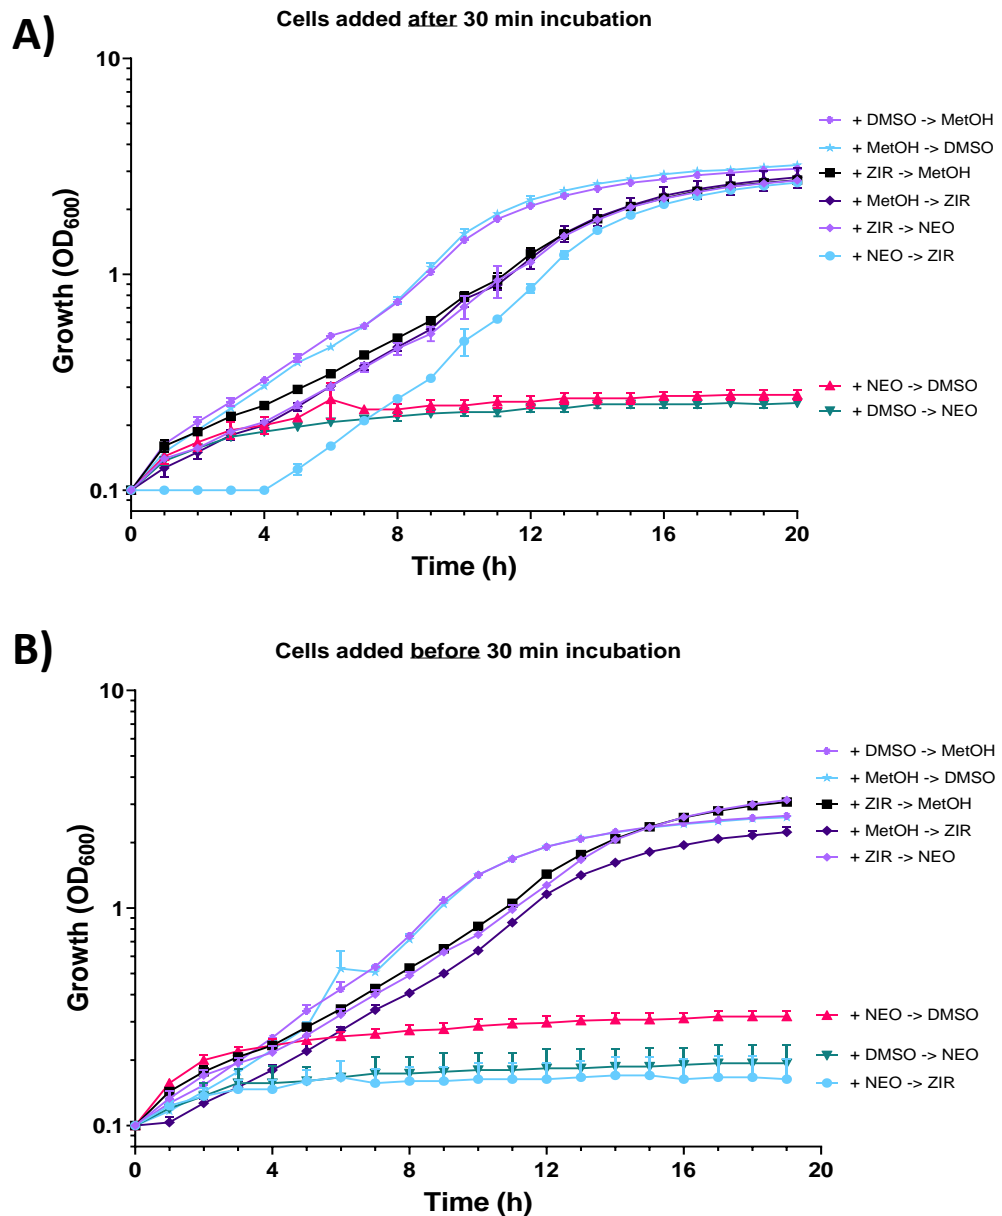 A)
Cells added after 30 min incubation
10
1
0.1
Growth (OD600)
0
4
8
12
16
20
Time (h)
+ DMSO -> MetOH
+ MetOH -> DMSO
+ ZIR -> MetOH
+ MetOH -> ZIR
+ ZIR -> NEO
+ NEO -> ZIR
+ NEO -> DMSO
+ DMSO -> NEO
B)
Cells added before 30 min incubation
10
1
0.1
Growth (OD600)
0
4
8
12
16
20
Time (h)
+ DMSO -> MetOH
+ MetOH -> DMSO
+ ZIR -> MetOH
+ MetOH -> ZIR
+ ZIR -> NEO
+ NEO -> DMSO
+ DMSO -> NEO
+ NEO -> ZIR